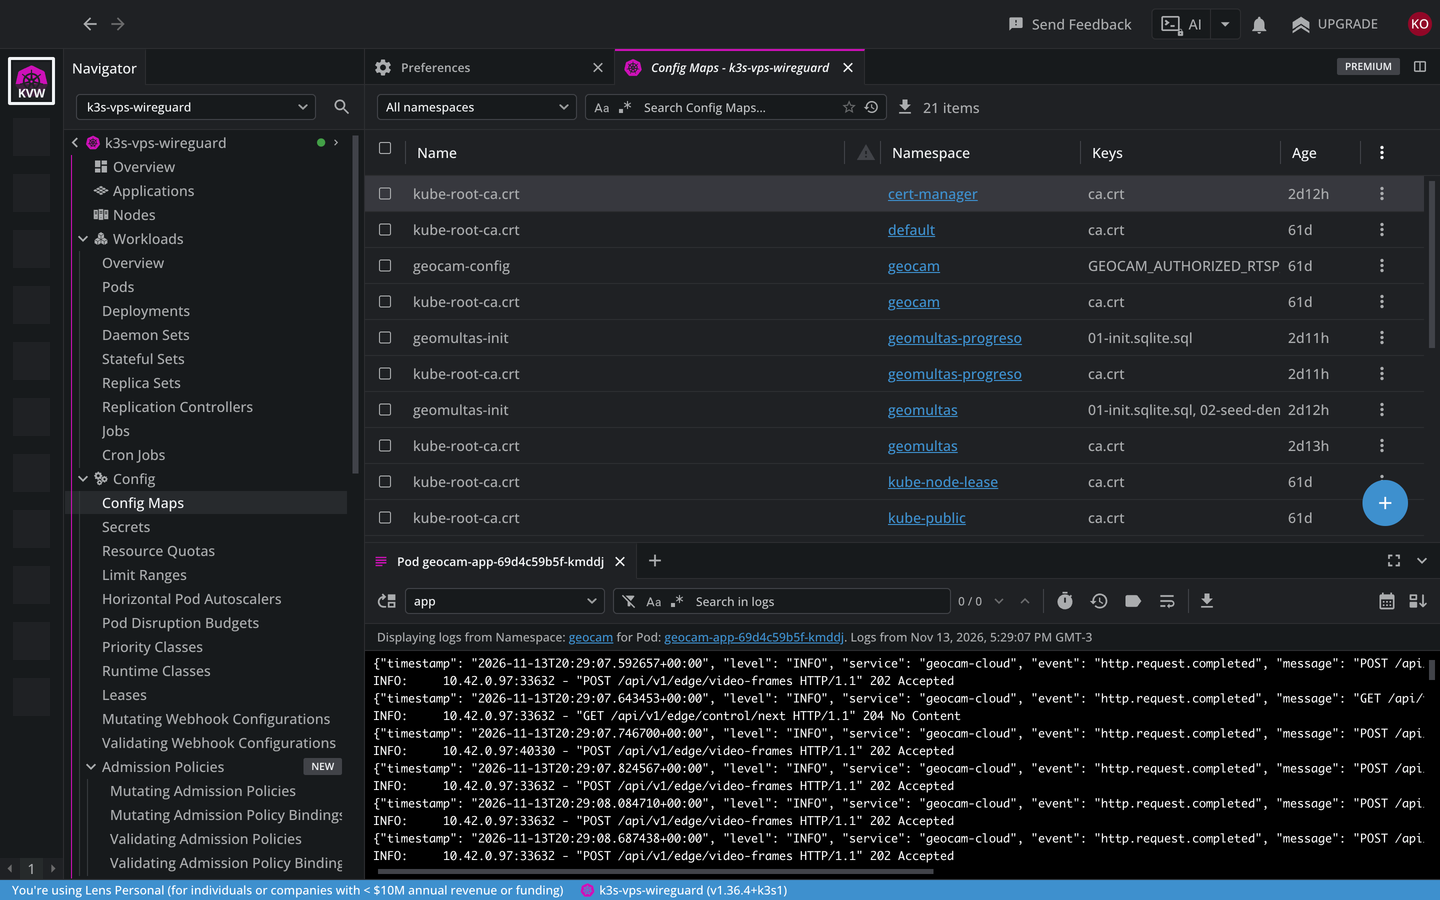 Send Feedback
AI
UPGRADE
KO
KVW
Navigator
Preferences
Config Maps - k3s-vps-wireguard
PREMIUM
k3s-vps-wireguard
All namespaces
Aa .* Search Config Maps...
21 items
k3s-vps-wireguard
Overview
Applications
Nodes
Workloads
Overview
Pods
Deployments
Daemon Sets
Stateful Sets
Replica Sets
Replication Controllers
Jobs
Cron Jobs
Config
Config Maps
Secrets
Resource Quotas
Limit Ranges
Horizontal Pod Autoscalers
Pod Disruption Budgets
Priority Classes
Runtime Classes
Leases
Mutating Webhook Configurations
Validating Webhook Configurations
Admission Policies NEW
Mutating Admission Policies
Mutating Admission Policy Bindings
Validating Admission Policies
Validating Admission Policy Binding
1
Name Namespace Keys Age
kube-root-ca.crt cert-manager ca.crt 2d12h
kube-root-ca.crt default ca.crt 61d
geocam-config geocam GEOCAM_AUTHORIZED_RTSP 61d
kube-root-ca.crt geocam ca.crt 61d
geomultas-init geomultas-progreso 01-init.sqlite.sql 2d11h
kube-root-ca.crt geomultas-progreso ca.crt 2d11h
geomultas-init geomultas 01-init.sqlite.sql, 02-seed-den 2d12h
kube-root-ca.crt geomultas ca.crt 2d13h
kube-root-ca.crt kube-node-lease ca.crt 61d
kube-root-ca.crt kube-public ca.crt 61d
Pod geocam-app-69d4c59b5f-kmddj
app
Aa .* Search in logs
0 / 0
Displaying logs from Namespace: geocam for Pod: geocam-app-69d4c59b5f-kmddj. Logs from Nov 13, 2026, 5:29:07 PM GMT-3
{"timestamp": "2026-11-13T20:29:07.592657+00:00", "level": "INFO", "service": "geocam-cloud", "event": "http.request.completed", "message": "POST /api.
INFO: 10.42.0.97:33632 - "POST /api/v1/edge/video-frames HTTP/1.1" 202 Accepted
{"timestamp": "2026-11-13T20:29:07.643453+00:00", "level": "INFO", "service": "geocam-cloud", "event": "http.request.completed", "message": "GET /api/
INFO: 10.42.0.97:33632 - "GET /api/v1/edge/control/next HTTP/1.1" 204 No Content
{"timestamp": "2026-11-13T20:29:07.746700+00:00", "level": "INFO", "service": "geocam-cloud", "event": "http.request.completed", "message": "POST /api.
INFO: 10.42.0.97:40330 - "POST /api/v1/edge/video-frames HTTP/1.1" 202 Accepted
{"timestamp": "2026-11-13T20:29:07.824567+00:00", "level": "INFO", "service": "geocam-cloud", "event": "http.request.completed", "message": "POST /api.
INFO: 10.42.0.97:33632 - "POST /api/v1/edge/video-frames HTTP/1.1" 202 Accepted
{"timestamp": "2026-11-13T20:29:08.084710+00:00", "level": "INFO", "service": "geocam-cloud", "event": "http.request.completed", "message": "POST /api.
INFO: 10.42.0.97:33632 - "POST /api/v1/edge/video-frames HTTP/1.1" 202 Accepted
{"timestamp": "2026-11-13T20:29:08.687438+00:00", "level": "INFO", "service": "geocam-cloud", "event": "http.request.completed", "message": "POST /api.
INFO: 10.42.0.97:33632 - "POST /api/v1/edge/video-frames HTTP/1.1" 202 Accepted
You're using Lens Personal (for individuals or companies with < $10M annual revenue or funding) k3s-vps-wireguard (v1.36.4+k3s1)